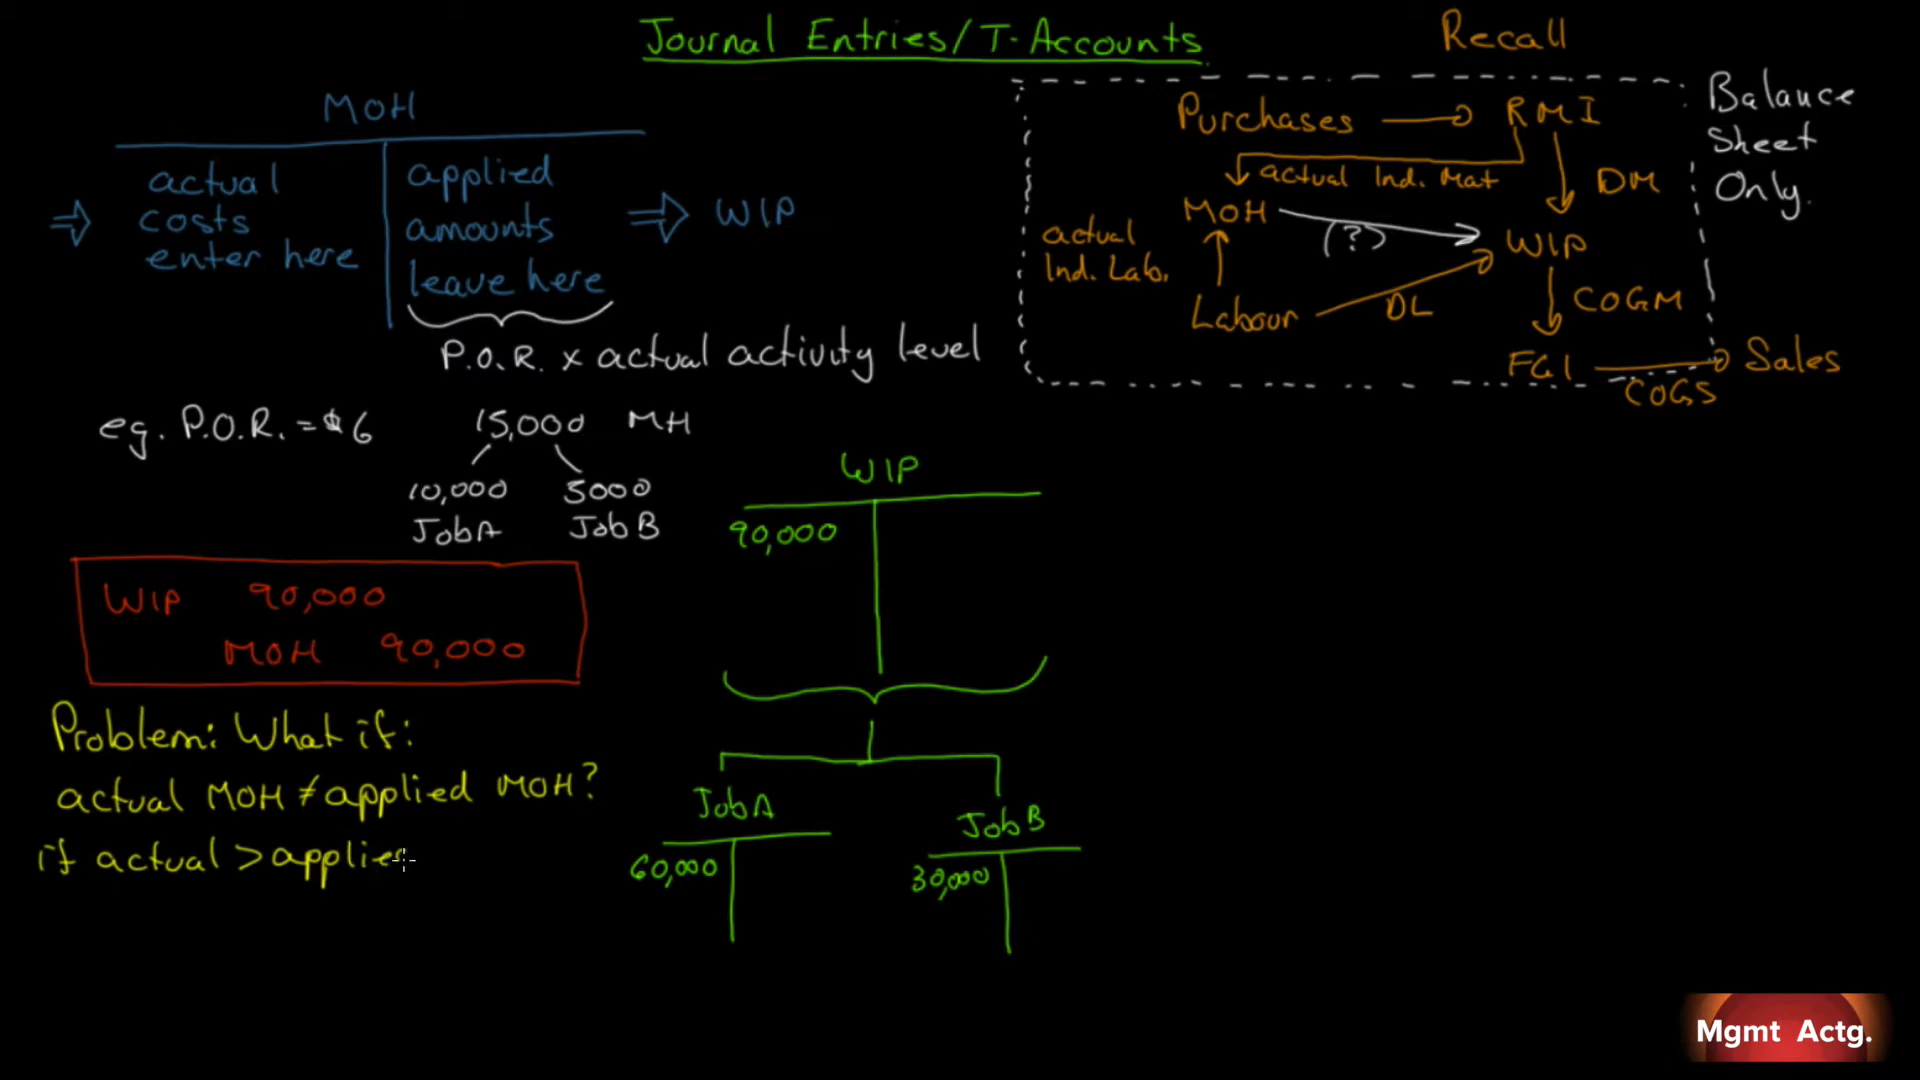 Journal Entries/T-Accounts
Recall
MOH
actual
costs
enter here
applied
amounts
leave here
⇒ WIP
P.O.R. x actual activity level
Purchases
RMI
actual Ind. Mat
DM
MOH
(?)
WIP
actual
Ind. Lab.
Labour
DL
COGM
FGI
COGS
Sales
Balance
Sheet
Only.
eg. P.O.R. = $6
15,000 MH
10,000
Job A
5000
Job B
WIP 90,000
MOH 90,000
WIP
90,000
Job A
60,000
Job B
30,000
Problem: What if:
actual MOH ≠ applied MOH?
if actual > applie
Mgmt Actg.